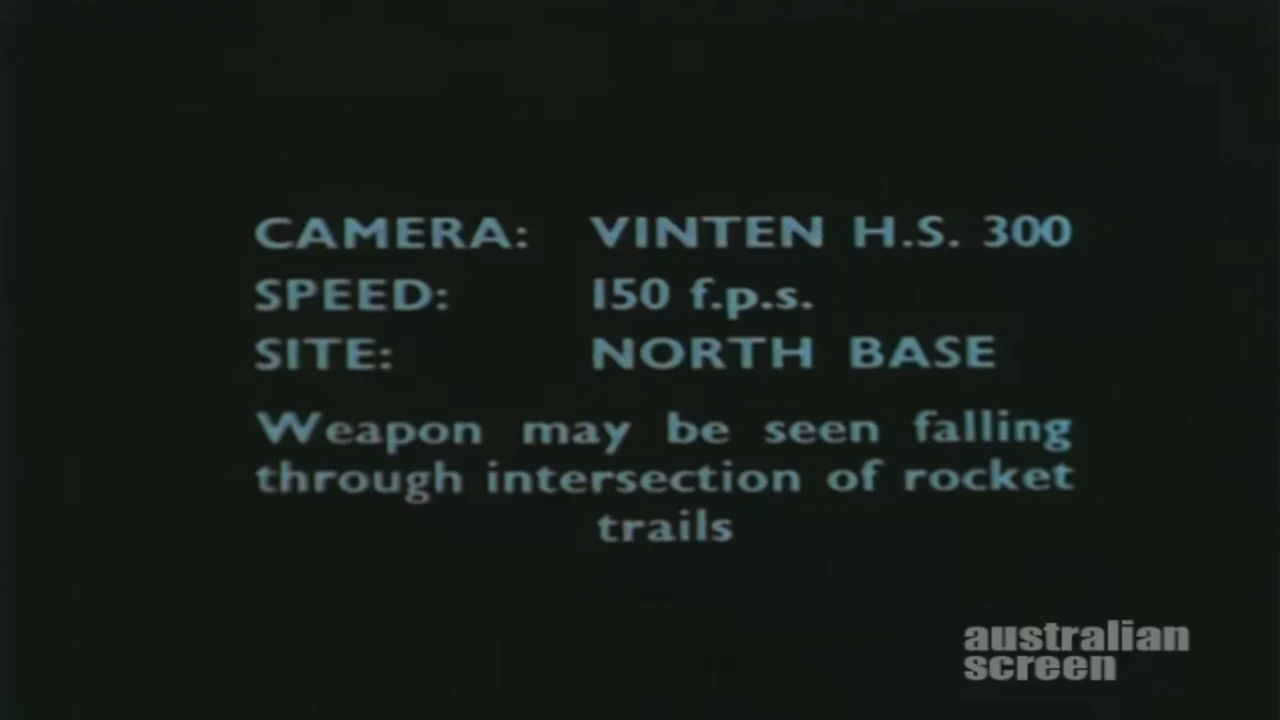 CAMERA: VINTEN H.S. 300
SPEED: 150 f.p.s.
SITE: NORTH BASE
Weapon may be seen falling
through intersection of rocket
trails
australian
screen